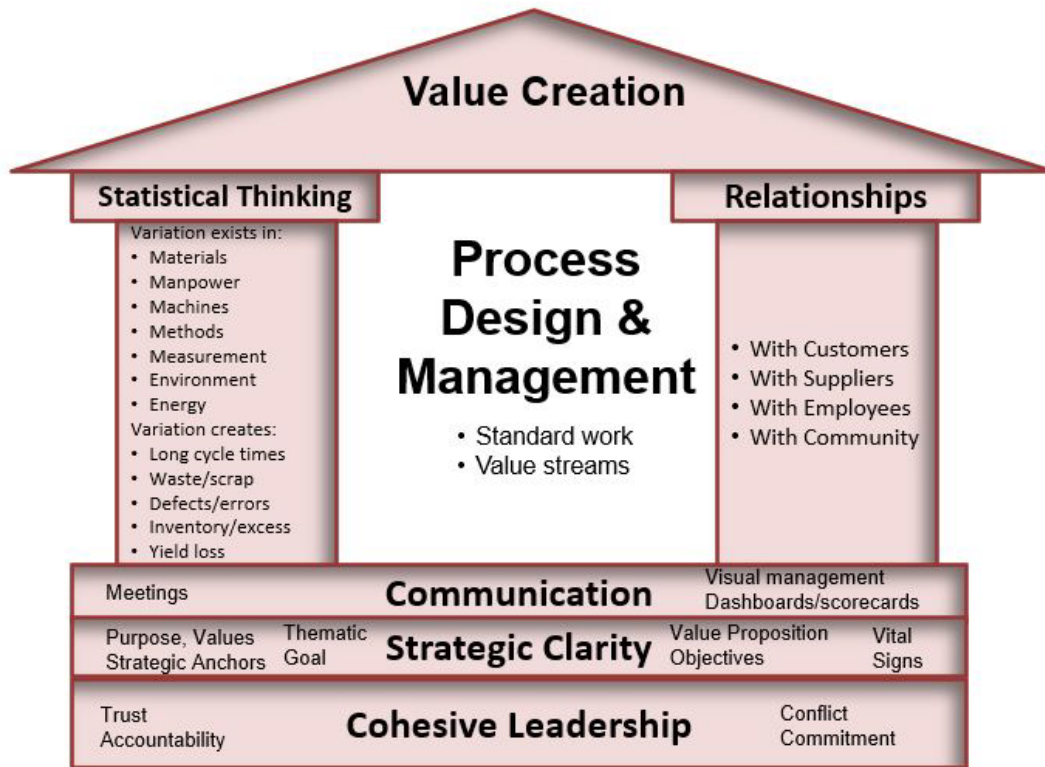 Value Creation
Statistical Thinking
Variation exists in:
• Materials
• Manpower
• Machines
• Methods
• Measurement
• Environment
• Energy
Variation creates:
• Long cycle times
• Waste/scrap
• Defects/errors
• Inventory/excess
• Yield loss
Process
Design &
Management
• Standard work
• Value streams
Relationships
• With Customers
• With Suppliers
• With Employees
• With Community
Meetings
Communication
Visual management
Dashboards/scorecards
Purpose, Values
Strategic Anchors
Thematic
Goal
Strategic Clarity
Value Proposition
Objectives
Vital
Signs
Trust
Accountability
Cohesive Leadership
Conflict
Commitment